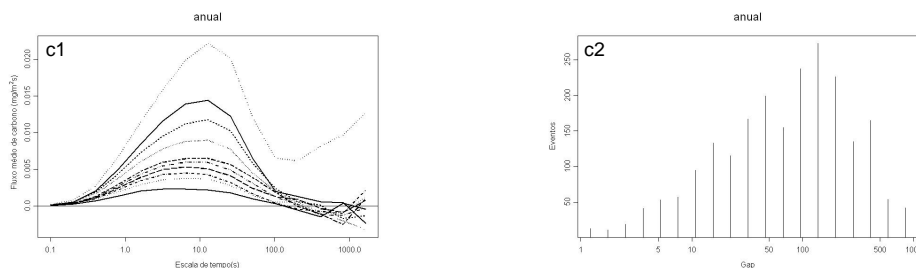 anual
c1
Fluxo médio de carbono (mg/m²s)
0.020
0.015
0.010
0.005
0.0
0.1
1.0
10.0
100.0
1000.0
Escala de tempo(s)
anual
c2
Eventos
250
200
150
100
50
1
5
10
50
100
500
100
Gap